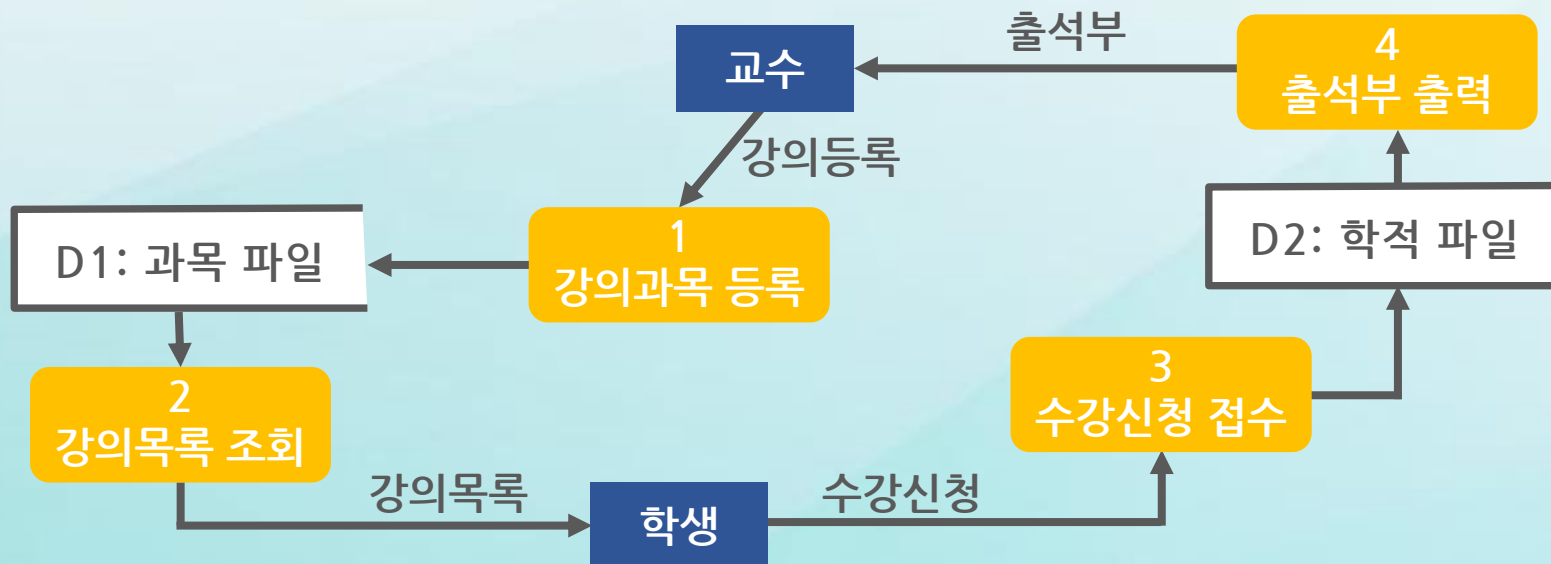 출석부
4
출석부 출력
교수
강의등록
D1: 과목 파일
1
강의과목 등록
D2: 학적 파일
2
강의목록 조회
3
수강신청 접수
강의목록
학생
수강신청